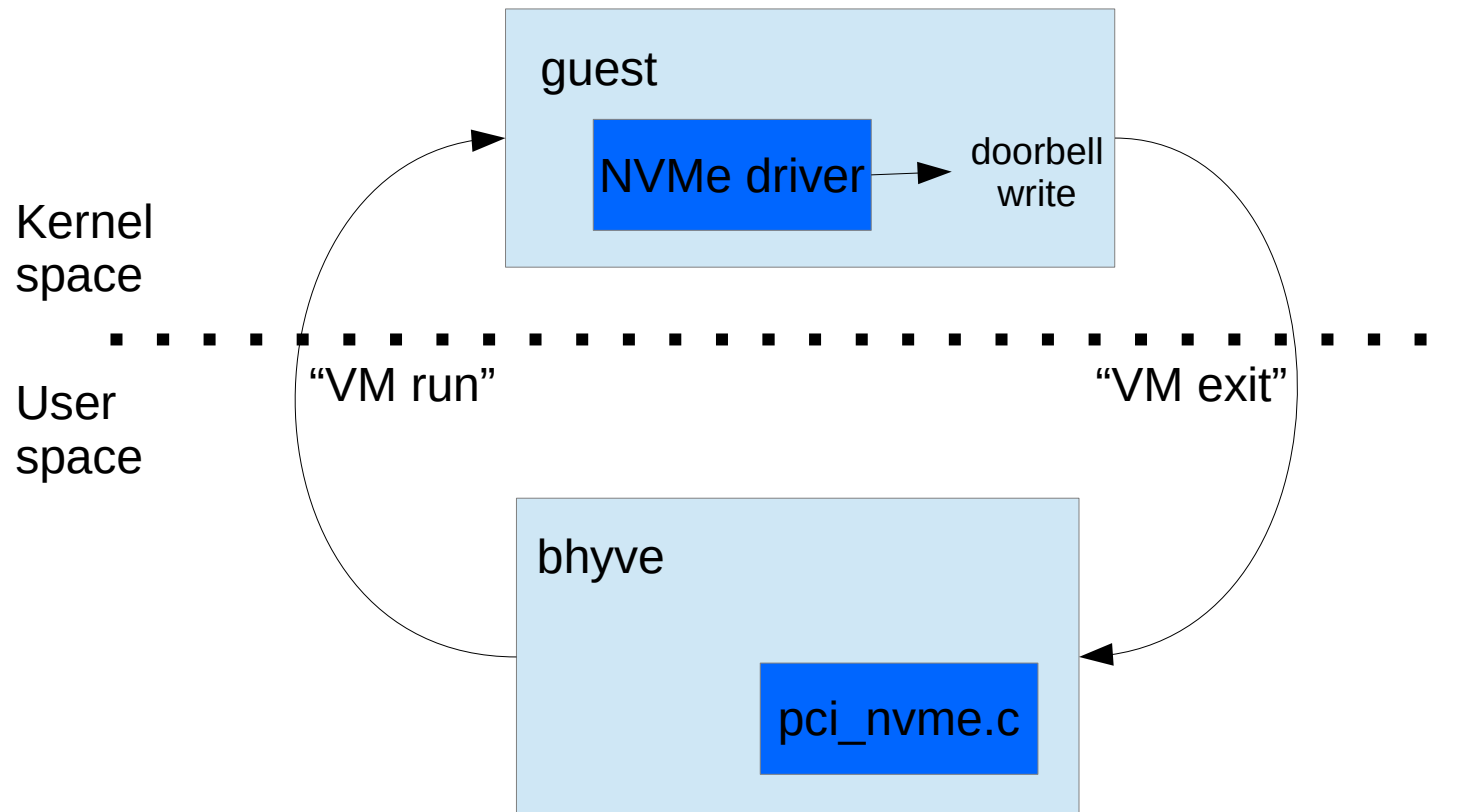 guest
NVMe driver
doorbell
write
Kernel
space
“VM run”
“VM exit”
User
space
bhyve
pci_nvme.c